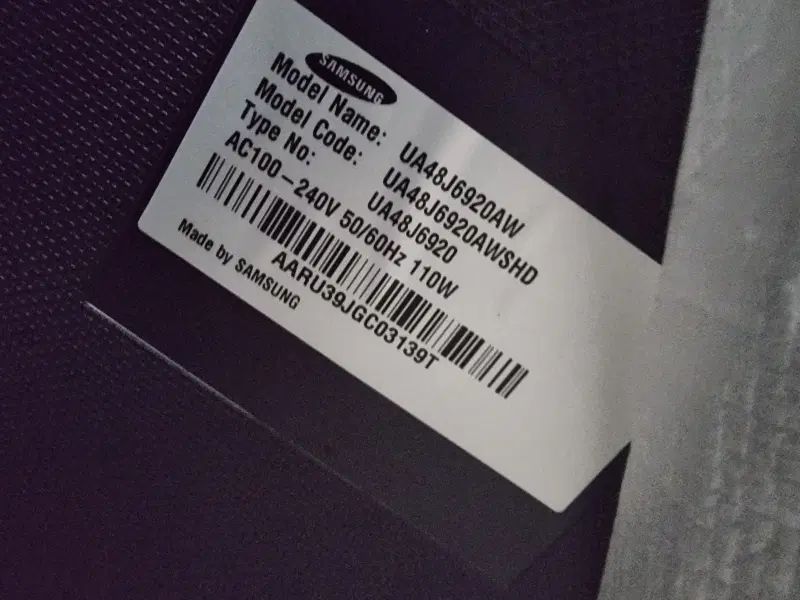 SAMSUNG
Model Name: UA48J6920AW
Model Code: UA48J6920AWSHD
Type No: UA48J6920
AC100-240V 50/60Hz 110W
AARU39JGC03139T
Made by SAMSUNG